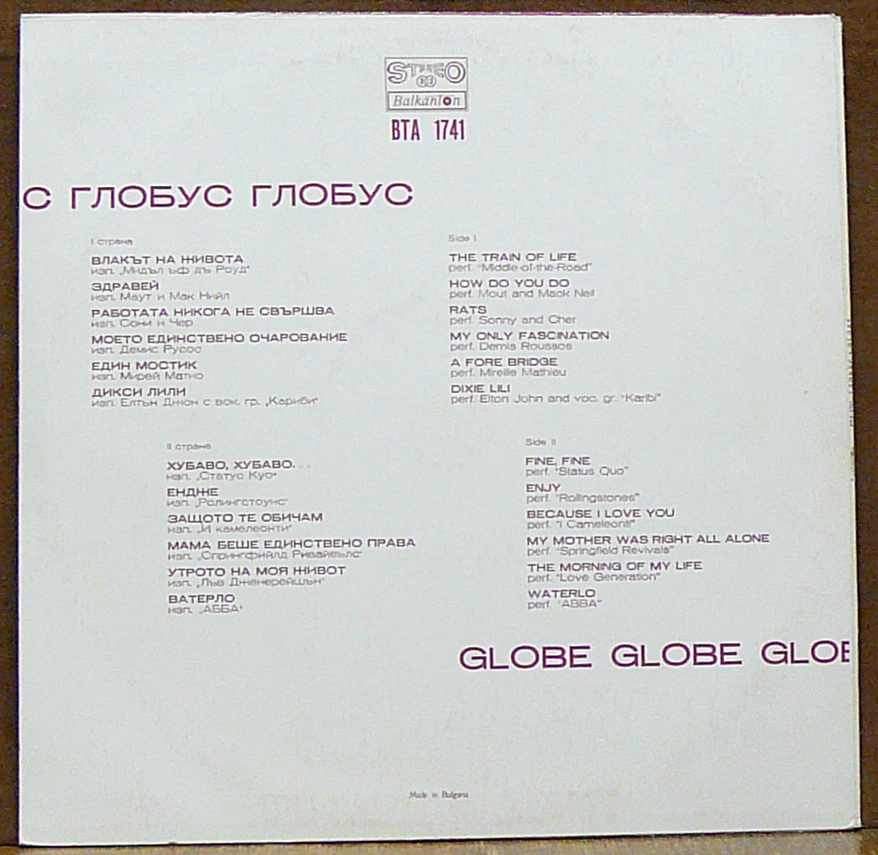 STEREO
Balkanton
ВТА 1741
С ГЛОБУС ГЛОБУС
I страна
ВЛАКЪТ НА ЖИВОТА
изп. „Мидъл ъф дъ Роуд“
ЗДРАВЕЙ
изп. Маут и Мак Нийл
РАБОТАТА НИКОГА НЕ СВЪРШВА
изп. Сони и Чер
МОЕТО ЕДИНСТВЕНО ОЧАРОВАНИЕ
изп. Демис Русос
ЕДИН МОСТИК
изп. Мирей Матио
ДИКСИ ЛИЛИ
изп. Елтън Джон с вок. гр. „Кариби“
Side I
THE TRAIN OF LIFE
perf. "Middle-of-the-Road"
HOW DO YOU DO
perf. Mout and Mack Neil
RATS
perf. Sonny and Cher
MY ONLY FASCINATION
perf. Demis Roussos
A FORE BRIDGE
perf. Mireille Mathieu
DIXIE LILI
perf. Elton John and voc. gr. "Karibi"
II страна
ХУБАВО, ХУБАВО. . .
изп. „Статус Куо“
ЕНДЖЕ
изп. „Ролингстоунс“
ЗАЩОТО ТЕ ОБИЧАМ
изп. „И камелеонти“
МАМА БЕШЕ ЕДИНСТВЕНО ПРАВА
изп. „Спрингфийлд Ривайвълс“
УТРОТО НА МОЯ ЖИВОТ
изп. „Лъв Дженерейшън“
ВАТЕРЛО
изп. „АББА“
Side II
FINE, FINE
perf. "Status Quo"
ENJY
perf. "Rollingstones"
BECAUSE I LOVE YOU
perf. "I Cameleonti"
MY MOTHER WAS RIGHT ALL ALONE
perf. "Springfield Revivals"
THE MORNING OF MY LIFE
perf. "Love Generation"
WATERLO
perf. "ABBA"
GLOBE GLOBE GLOB
Made in Bulgaria